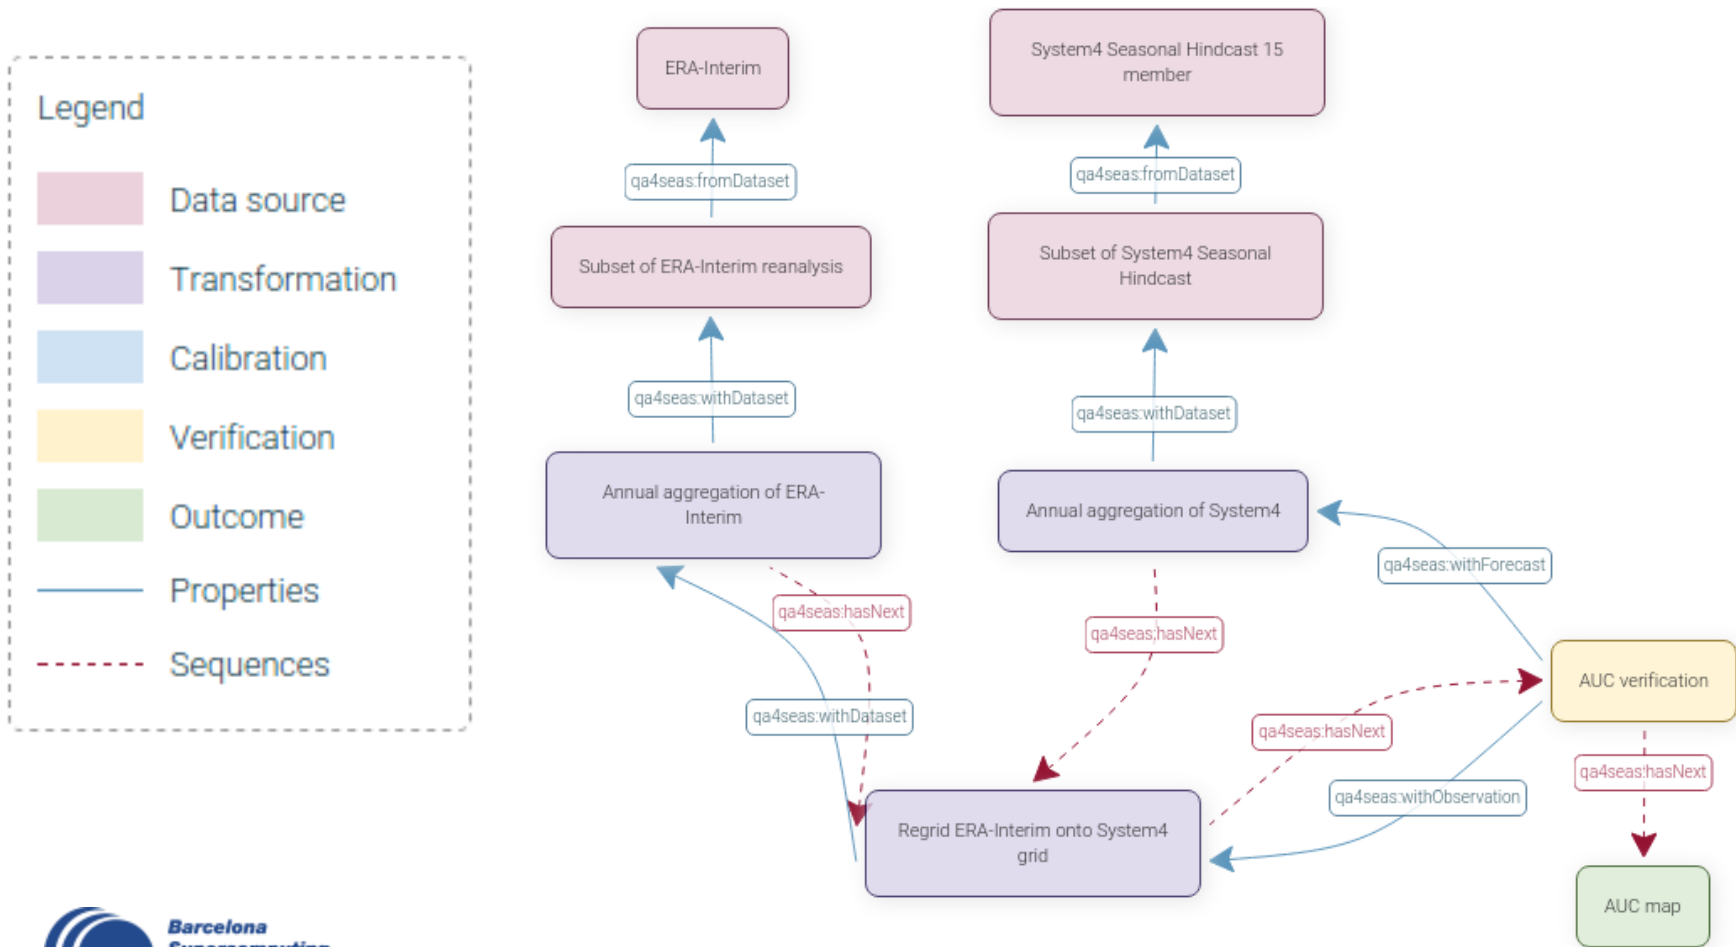 Legend
Data source
Transformation
Calibration
Verification
Outcome
Properties
Sequences
ERA-Interim
System4 Seasonal Hindcast 15
member
qa4seas:fromDataset
qa4seas:fromDataset
Subset of ERA-Interim reanalysis
Subset of System4 Seasonal
Hindcast
qa4seas:withDataset
qa4seas:withDataset
Annual aggregation of ERA-
Interim
Annual aggregation of System4
qa4seas:withForecast
qa4seas:hasNext
qa4seas:hasNext
AUC verification
qa4seas:withDataset
qa4seas:hasNext
qa4seas:hasNext
qa4seas:withObservation
Regrid ERA-Interim onto System4
grid
AUC map
Barcelona
Supercomputing